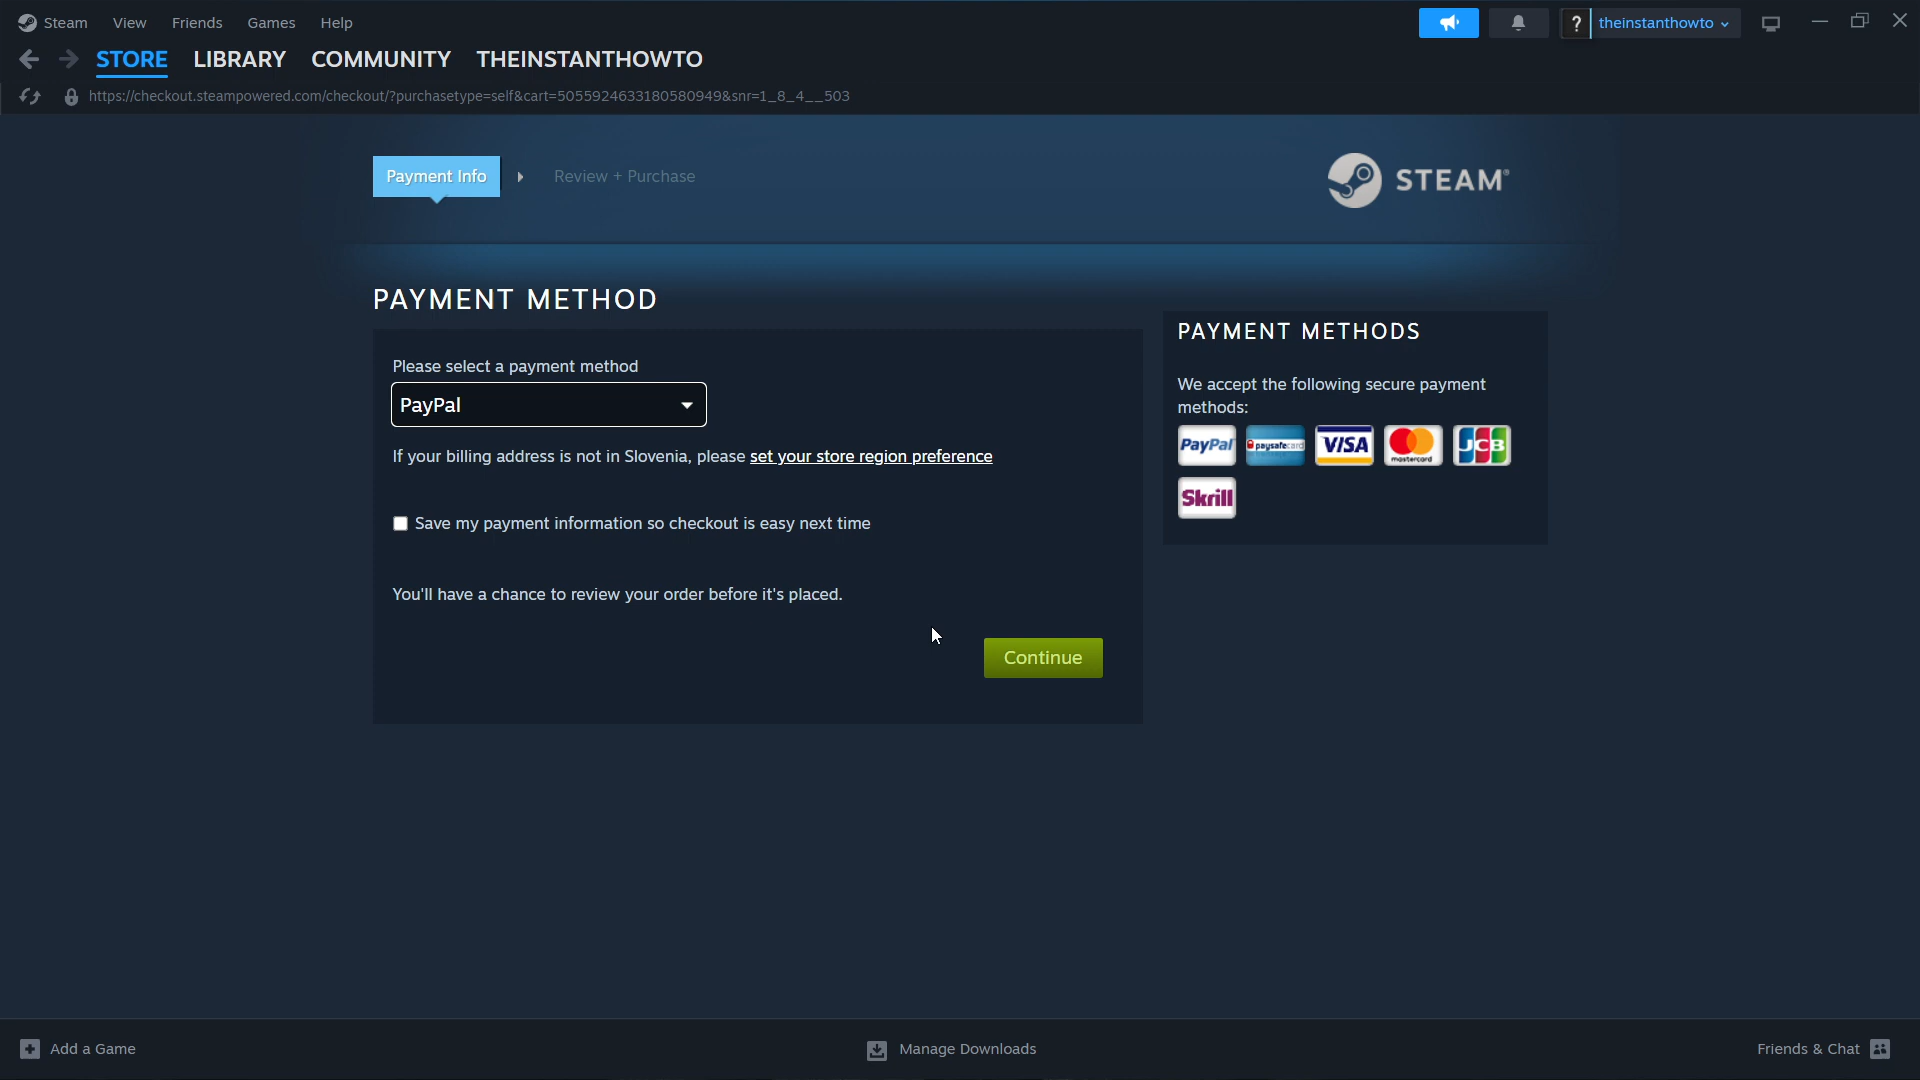 Steam View Friends Games Help
? theinstanthowto
STORE LIBRARY COMMUNITY THEINSTANTHOWTO
https://checkout.steampowered.com/checkout/?purchasetype=self&cart=5055924633180580949&snr=1_8_4__503
Payment Info Review + Purchase
STEAM®
PAYMENT METHOD
Please select a payment method
PayPal
If your billing address is not in Slovenia, please set your store region preference
Save my payment information so checkout is easy next time
You'll have a chance to review your order before it's placed.
Continue
PAYMENT METHODS
We accept the following secure payment
methods:
PayPal paysafecard VISA mastercard JCB
Skrill
Add a Game Manage Downloads Friends & Chat